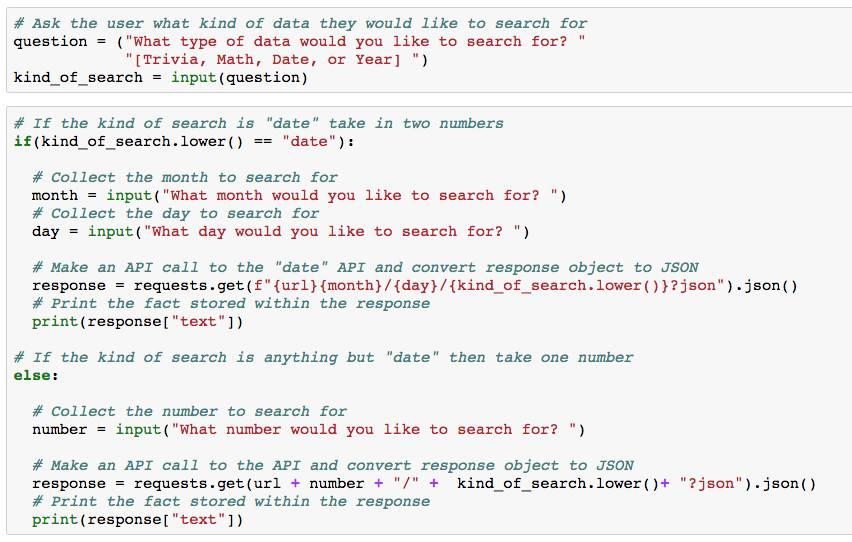 # Ask the user what kind of data they would like to search for
question = ("What type of data would you like to search for? "
            "[Trivia, Math, Date, or Year] ")
kind_of_search = input(question)
# If the kind of search is "date" take in two numbers
if(kind_of_search.lower() == "date"):
  # Collect the month to search for
  month = input("What month would you like to search for? ")
  # Collect the day to search for
  day = input("What day would you like to search for? ")
  # Make an API call to the "date" API and convert response object to JSON
  response = requests.get(f"{url}{month}/{day}/{kind_of_search.lower()}?json").json()
  # Print the fact stored within the response
  print(response["text"])
# If the kind of search is anything but "date" then take one number
else:
  # Collect the number to search for
  number = input("What number would you like to search for? ")
  # Make an API call to the API and convert response object to JSON
  response = requests.get(url + number + "/" +  kind_of_search.lower()+ "?json").json()
  # Print the fact stored within the response
  print(response["text"])